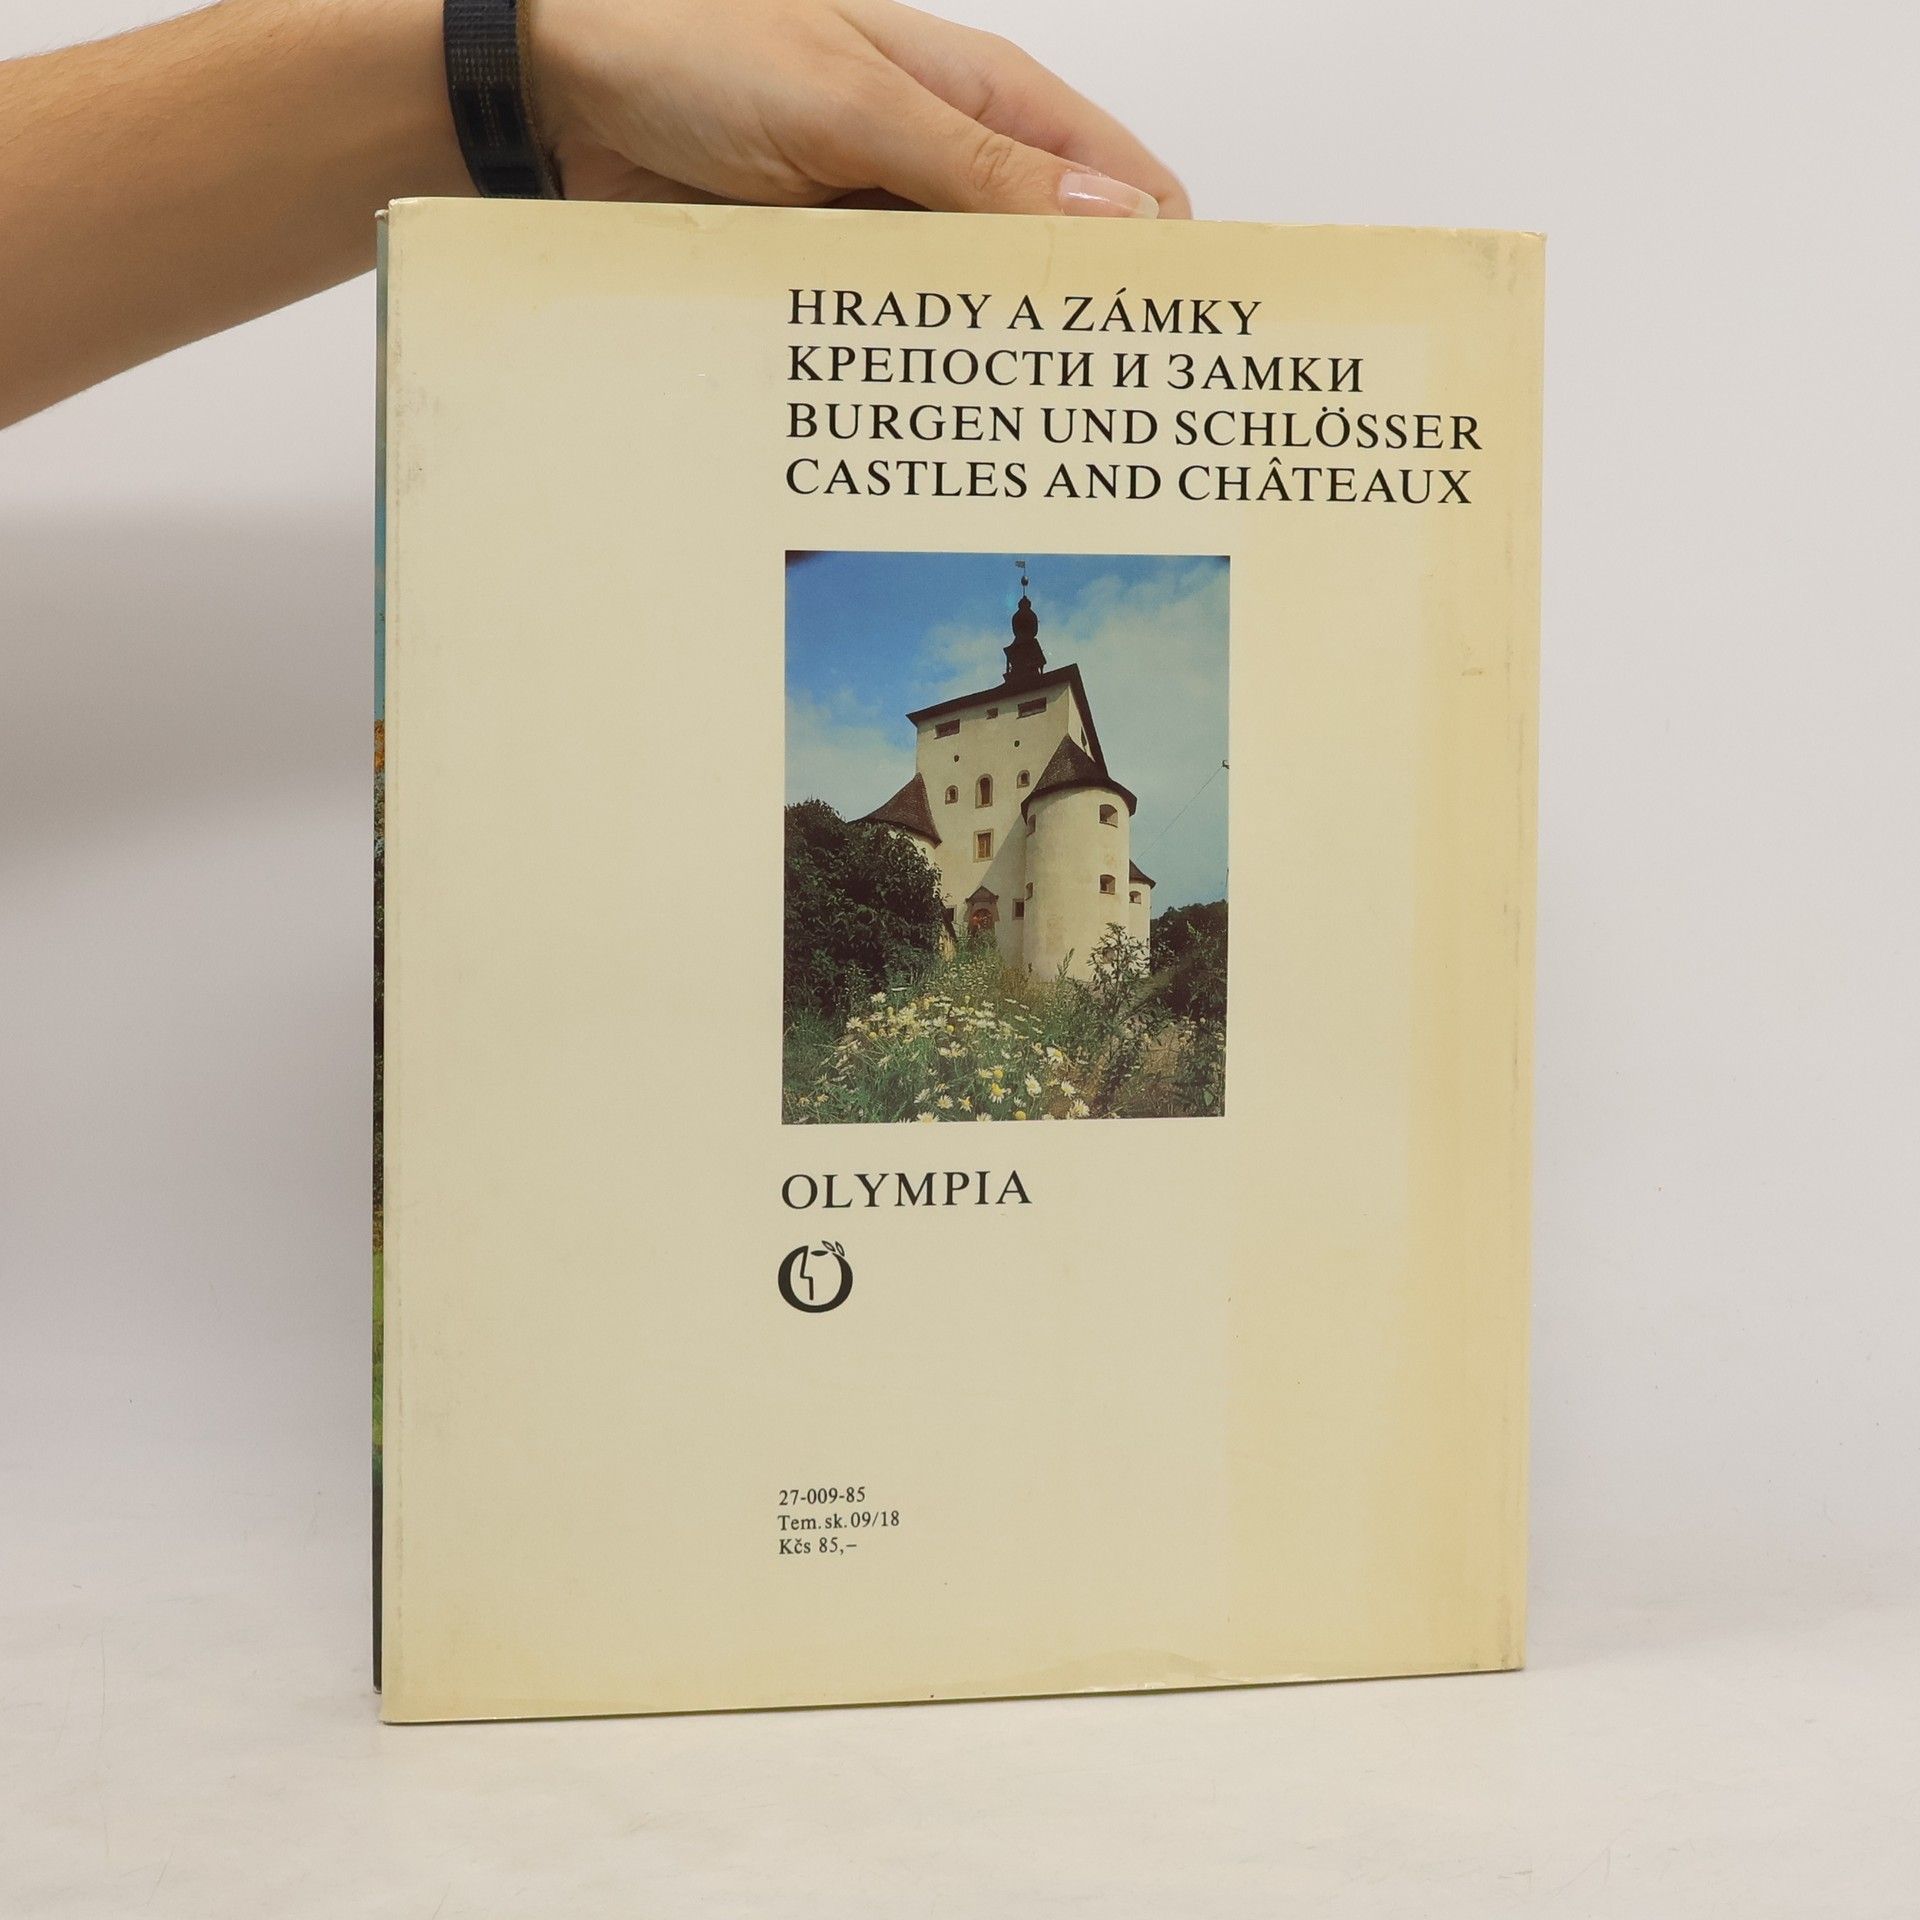 HRADY A ZÁMKY
КРЕПОСТИ И ЗАМКИ
BURGEN UND SCHLÖSSER
CASTLES AND CHÂTEAUX
OLYMPIA
27-009-85
Tem. sk. 09/18
Kčs 85,–